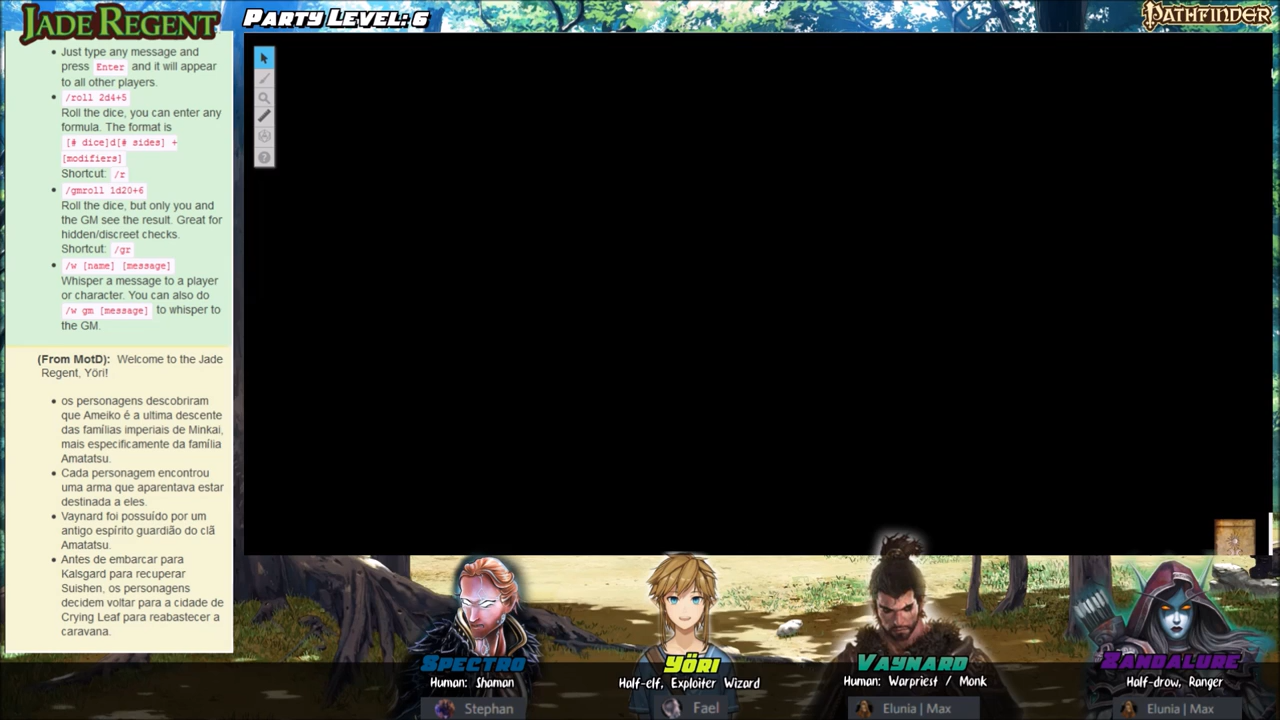 JADE REGENT
PARTY LEVEL: 6
PATHFINDER
Just type any message and
press Enter and it will appear
to all other players.
/roll 2d4+5
Roll the dice, you can enter any
formula. The format is
[# dice]d[# sides] +
[modifiers]
Shortcut: /r
/gmroll 1d20+6
Roll the dice, but only you and
the GM see the result. Great for
hidden/discreet checks.
Shortcut: /gr
/w [name] [message]
Whisper a message to a player
or character. You can also do
/w gm [message] to whisper to
the GM.
(From MotD): Welcome to the Jade
Regent, Yöri!
os personagens descobriram
que Ameiko é a ultima descente
das famílias imperiais de Minkai,
mais especificamente da família
Amatatsu.
Cada personagem encontrou
uma arma que aparentava estar
destinada a eles.
Vaynard foi possuído por um
antigo espírito guardião do clã
Amatatsu.
Antes de embarcar para
Kalsgard para recuperar
Suishen, os personagens
decidem voltar para a cidade de
Crying Leaf para reabastecer a
caravana.
SPECTRO
Human: Shaman
Stephan
YÖRI
Half-elf, Exploiter Wizard
Fael
VAYNARD
Human: Warpriest / Monk
Elunia | Max
ZANDALURE
Half-drow, Ranger
Elunia | Max